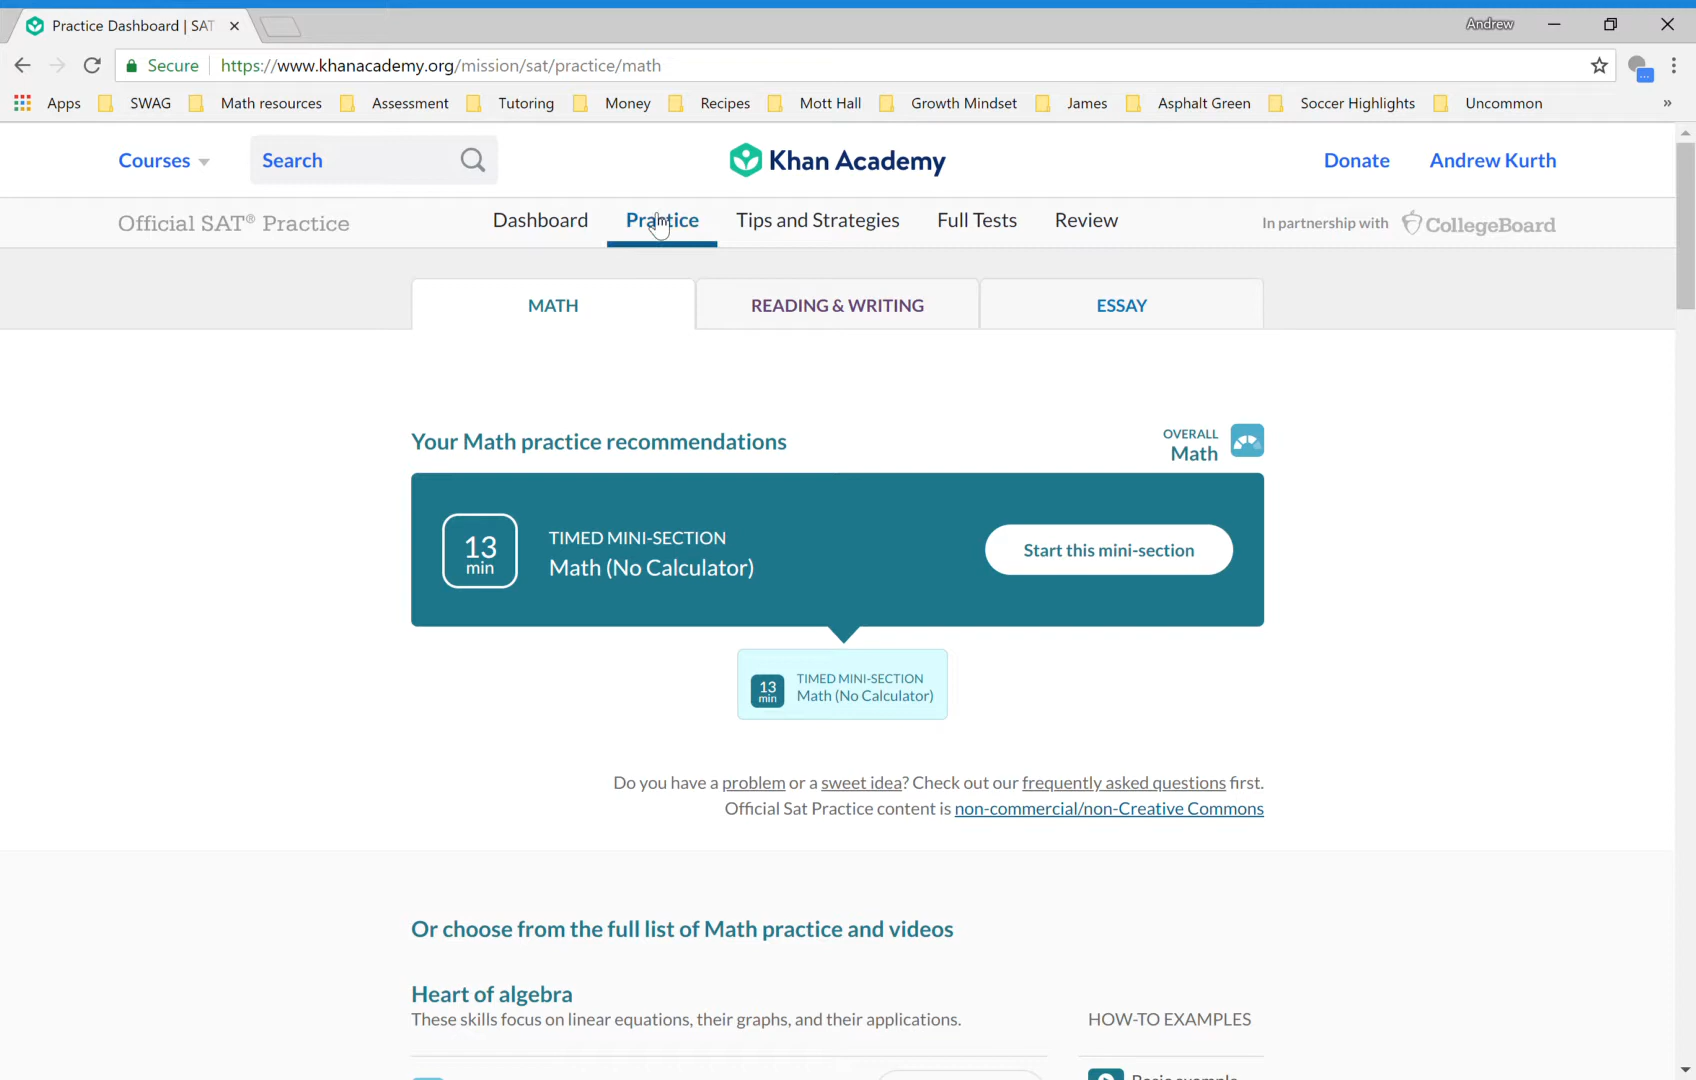 Practice Dashboard | SAT
Andrew
Secure
https://www.khanacademy.org/mission/sat/practice/math
Apps SWAG Math resources Assessment Tutoring Money Recipes Mott Hall Growth Mindset James Asphalt Green Soccer Highlights Uncommon »
Courses Search Khan Academy Donate Andrew Kurth
Official SAT® Practice Dashboard Practice Tips and Strategies Full Tests Review In partnership with CollegeBoard
MATH READING & WRITING ESSAY
Your Math practice recommendations
OVERALL
Math
13
min
TIMED MINI-SECTION
Math (No Calculator)
Start this mini-section
13
min
TIMED MINI-SECTION
Math (No Calculator)
Do you have a problem or a sweet idea? Check out our frequently asked questions first.
Official Sat Practice content is non-commercial/non-Creative Commons
Or choose from the full list of Math practice and videos
Heart of algebra
These skills focus on linear equations, their graphs, and their applications.
HOW-TO EXAMPLES
Basic example